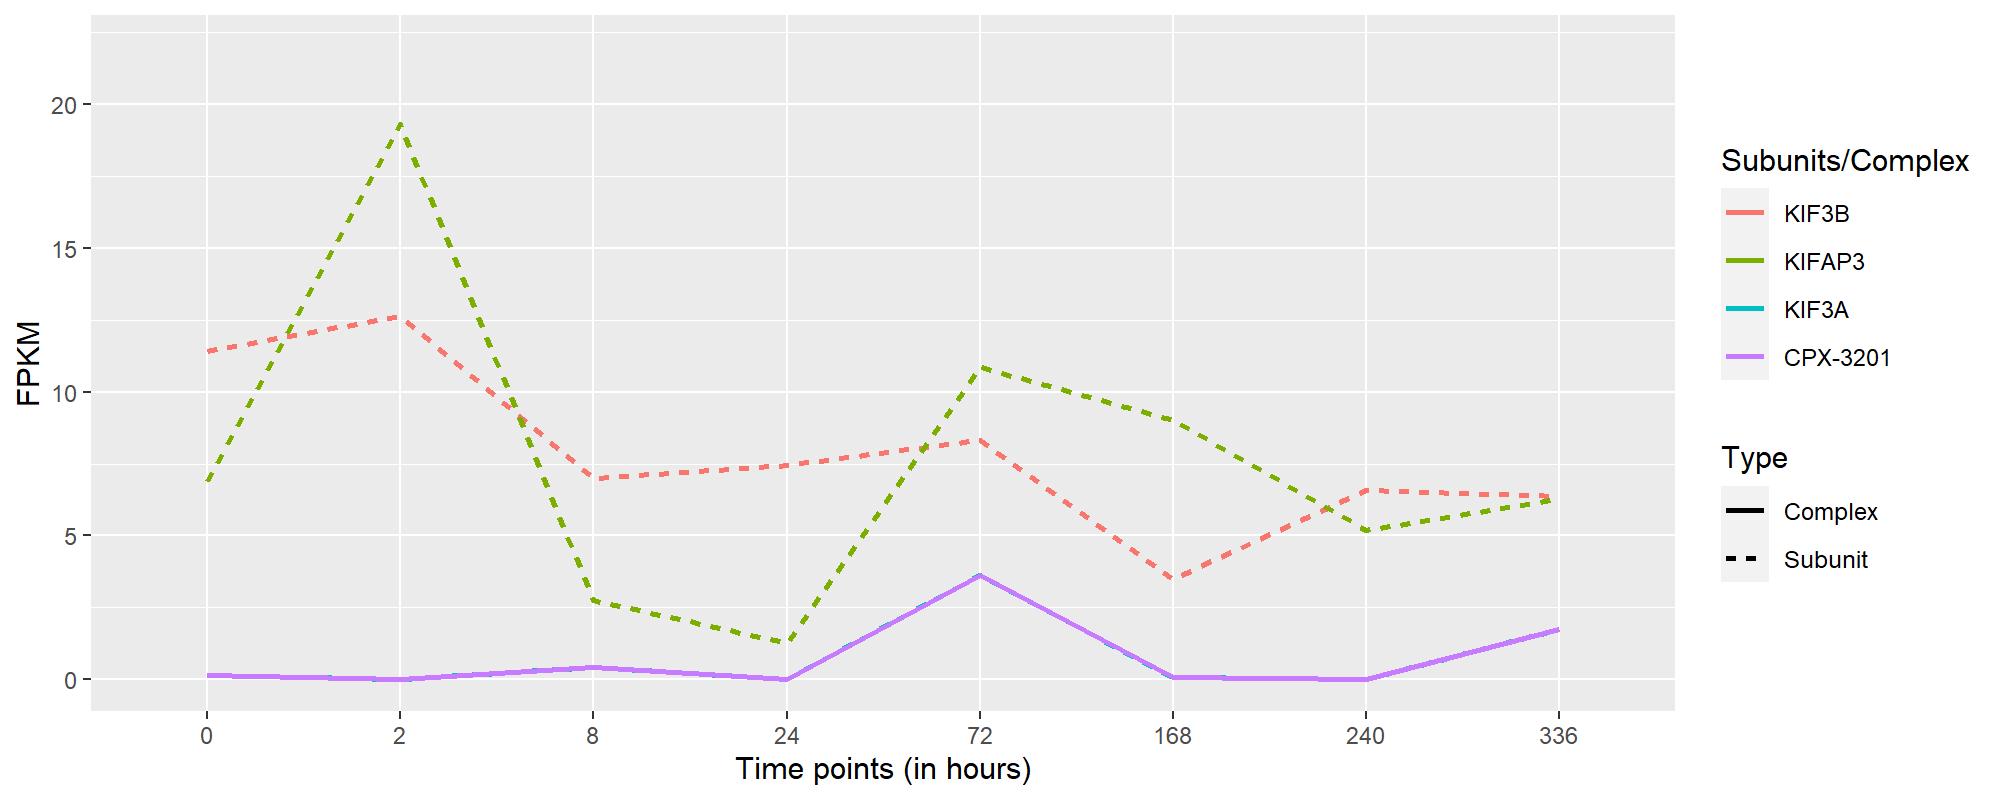 20
15
10
5
0
FPKM
0 2 8 24 72 168 240 336
Time points (in hours)
Subunits/Complex
KIF3B
KIFAP3
KIF3A
CPX-3201
Type
Complex
Subunit